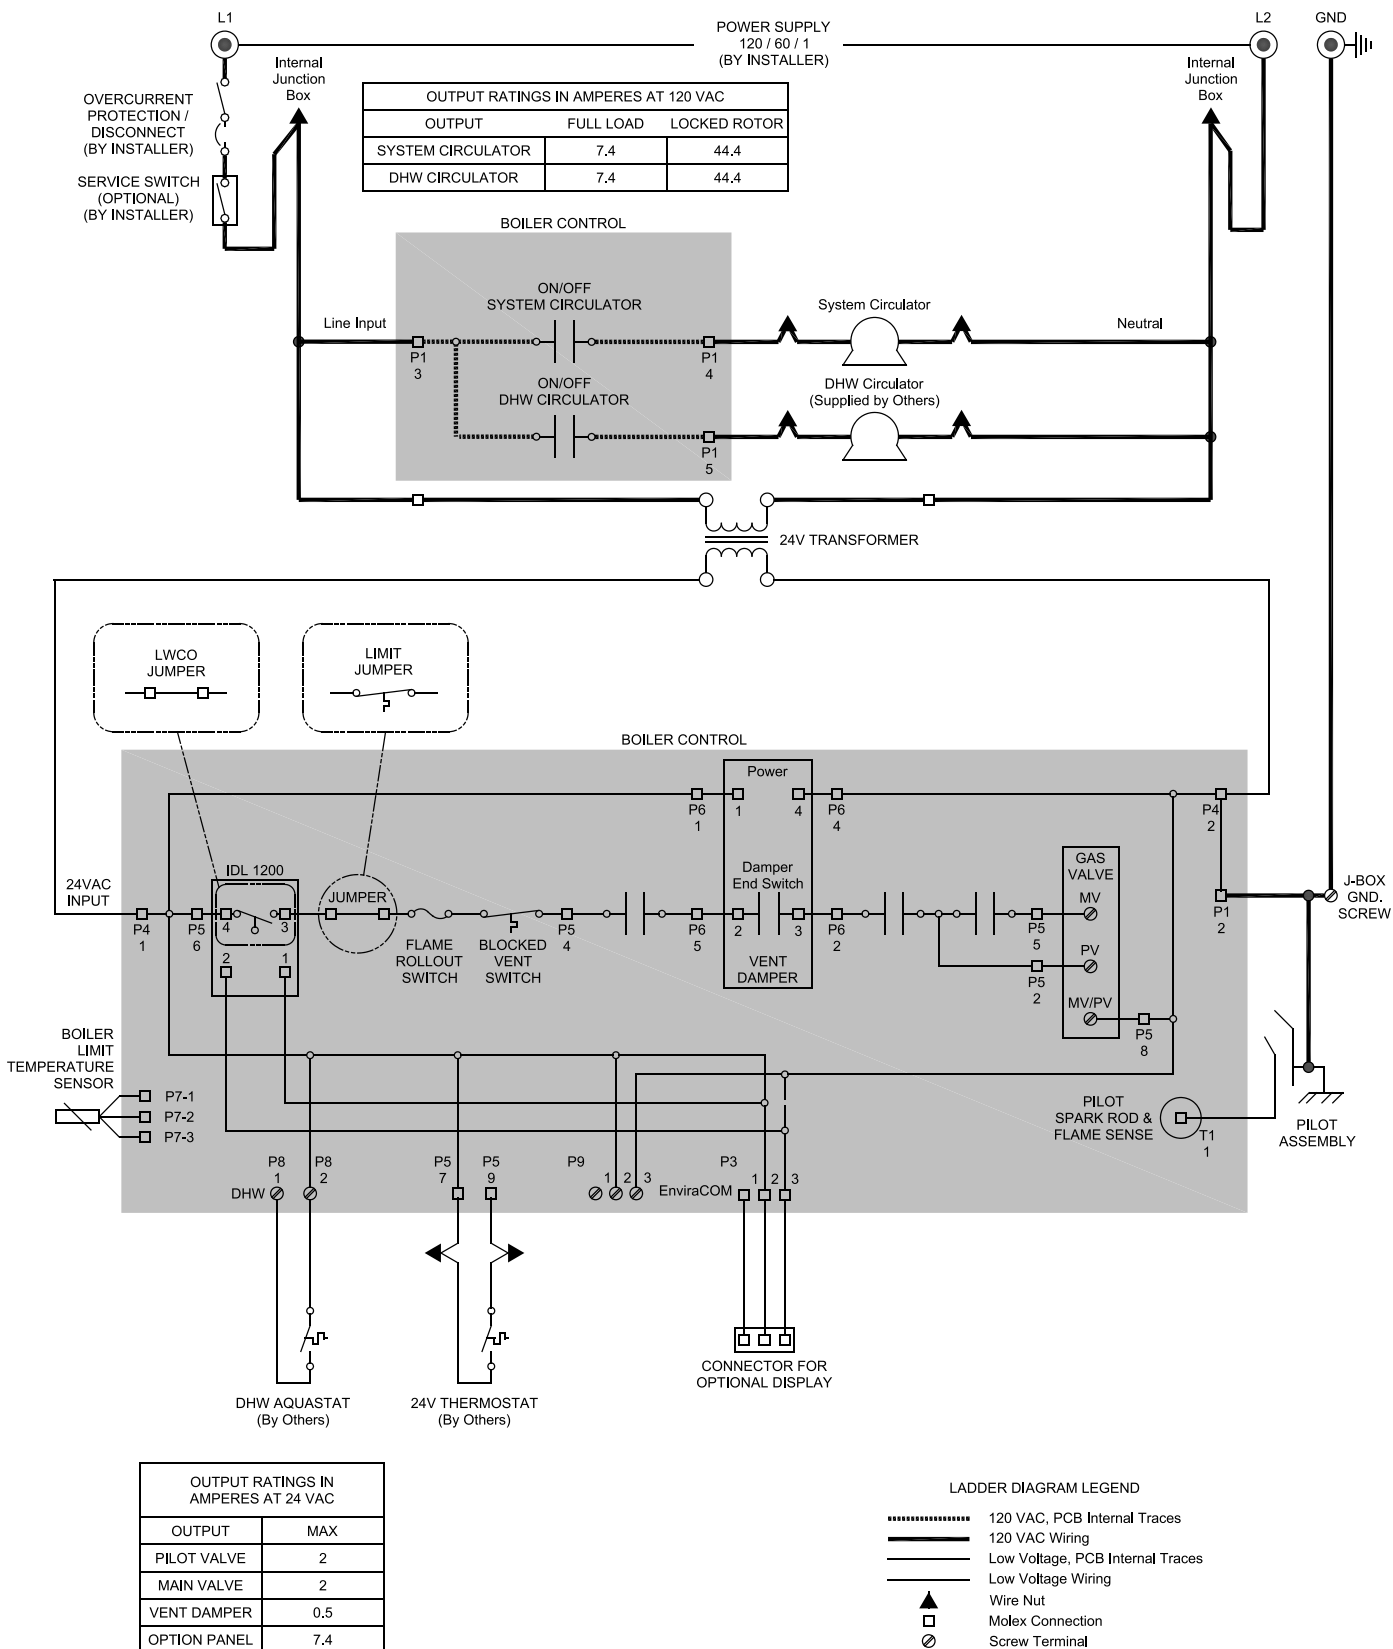 L1
POWER SUPPLY
120 / 60 / 1
(BY INSTALLER)
L2
GND
Internal
Junction
Box
Internal
Junction
Box
OVERCURRENT
PROTECTION /
DISCONNECT
(BY INSTALLER)
SERVICE SWITCH
(OPTIONAL)
(BY INSTALLER)
OUTPUT RATINGS IN AMPERES AT 120 VAC
OUTPUT FULL LOAD LOCKED ROTOR
SYSTEM CIRCULATOR 7.4 44.4
DHW CIRCULATOR 7.4 44.4
BOILER CONTROL
ON/OFF
SYSTEM CIRCULATOR
System Circulator
Line Input
Neutral
P1
3
P1
4
ON/OFF
DHW CIRCULATOR
DHW Circulator
(Supplied by Others)
P1
5
24V TRANSFORMER
LWCO
JUMPER
LIMIT
JUMPER
BOILER CONTROL
Power
P6
1
1
4
P6
4
P4
2
IDL 1200
JUMPER
Damper
End Switch
GAS
VALVE
24VAC
INPUT
P4
1
P5
6
4
3
2
1
FLAME
ROLLOUT
SWITCH
BLOCKED
VENT
SWITCH
P5
4
P6
5
2
3
P6
2
VENT
DAMPER
MV
P5
5
PV
P5
2
MV/PV
P5
8
P1
2
J-BOX
GND.
SCREW
BOILER
LIMIT
TEMPERATURE
SENSOR
P7-1
P7-2
P7-3
PILOT
SPARK ROD &
FLAME SENSE
T1
1
PILOT
ASSEMBLY
P8
1
P8
2
DHW
P5
7
P5
9
P9
1 2 3
P3
1 2 3
EnviraCOM
DHW AQUASTAT
(By Others)
24V THERMOSTAT
(By Others)
CONNECTOR FOR
OPTIONAL DISPLAY
OUTPUT RATINGS IN
AMPERES AT 24 VAC
OUTPUT MAX
PILOT VALVE 2
MAIN VALVE 2
VENT DAMPER 0.5
OPTION PANEL 7.4
LADDER DIAGRAM LEGEND
120 VAC, PCB Internal Traces
120 VAC Wiring
Low Voltage, PCB Internal Traces
Low Voltage Wiring
Wire Nut
Molex Connection
Screw Terminal